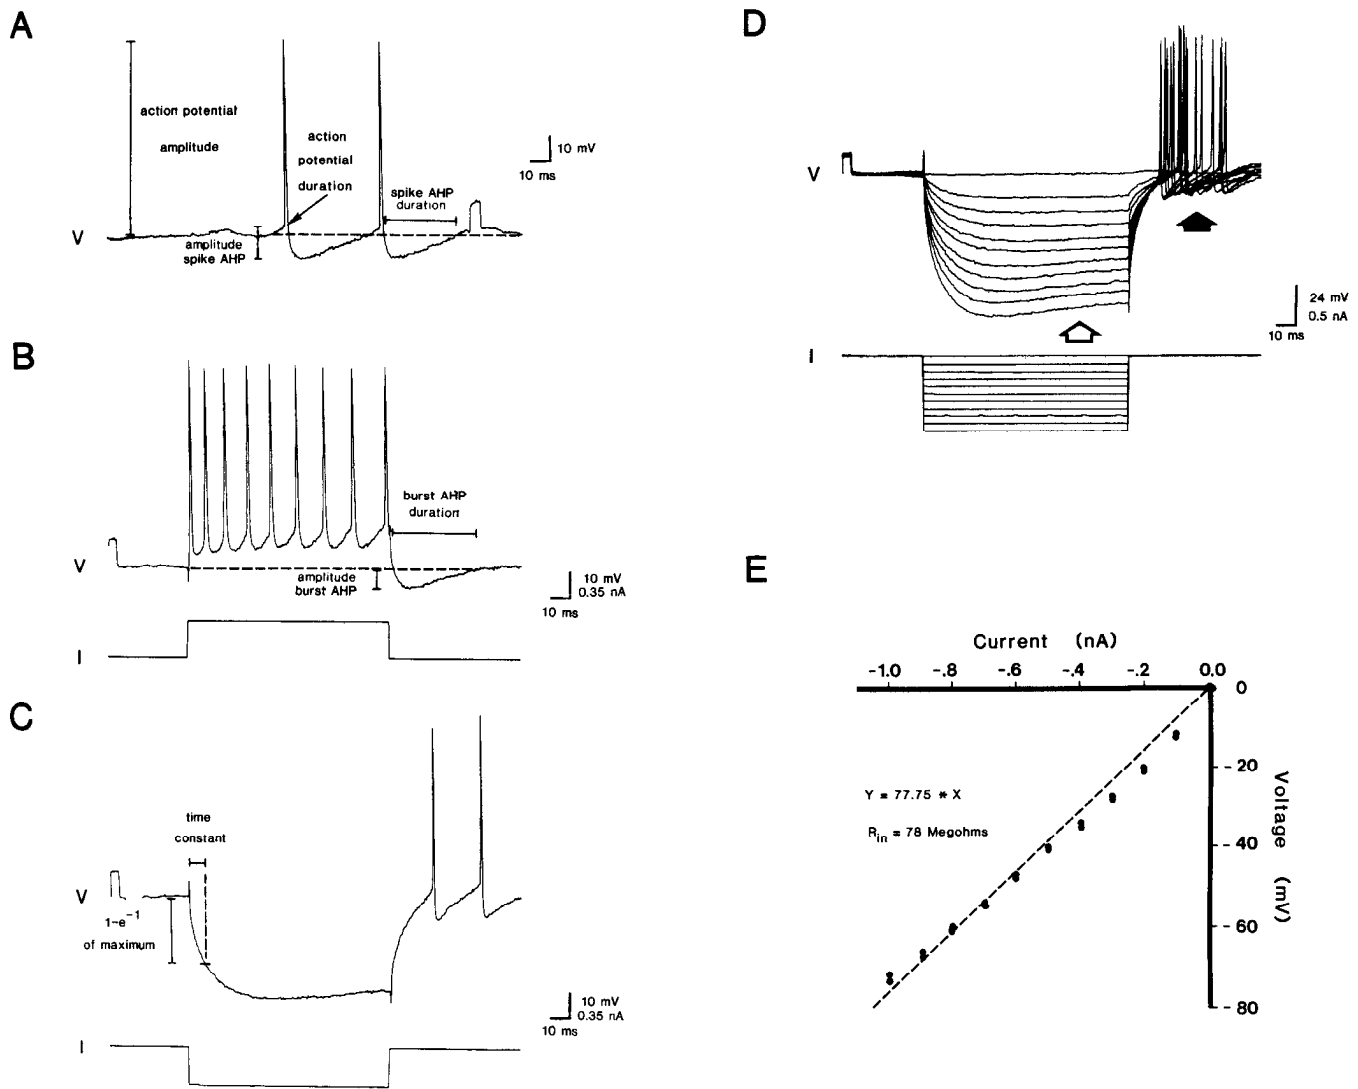 A
action potential
amplitude
action
potential
duration
spike AHP
duration
10 mV
10 ms
V
amplitude
spike AHP
B
burst AHP
duration
V
amplitude
burst AHP
10 mV
0.35 nA
10 ms
I
C
time
constant
V
1-e⁻¹
of maximum
10 mV
0.35 nA
10 ms
I
D
V
24 mV
0.5 nA
10 ms
I
E
Current (nA)
-1.0 -.8 -.6 -.4 -.2 0.0
0
-20
-40
-60
-80
Voltage (mV)
Y = 77.75 * X
Rin = 78 Megohms